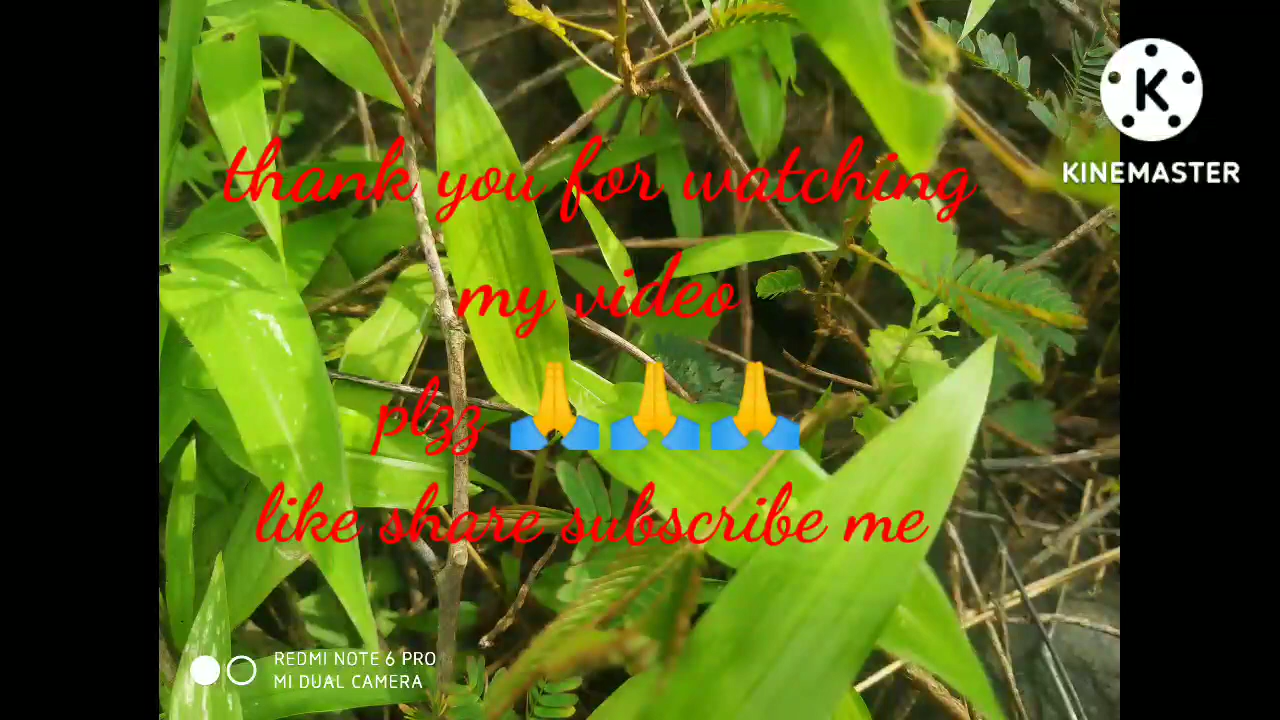 K
KINEMASTER
thank you for watching
my video
plzz 🙏🙏🙏
like share subscribe me
REDMI NOTE 6 PRO
MI DUAL CAMERA